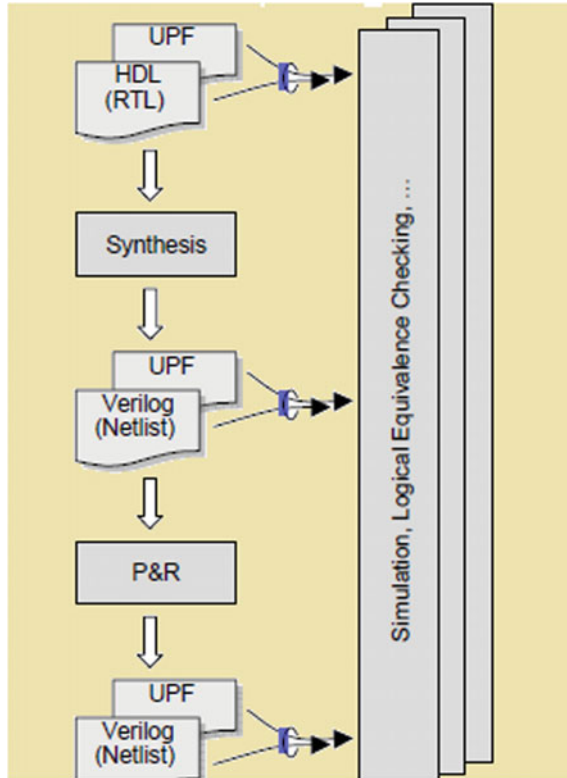 UPF
HDL
(RTL)
Synthesis
UPF
Verilog
(Netlist)
P&R
UPF
Verilog
(Netlist)
Simulation, Logical Equivalence Checking, ...